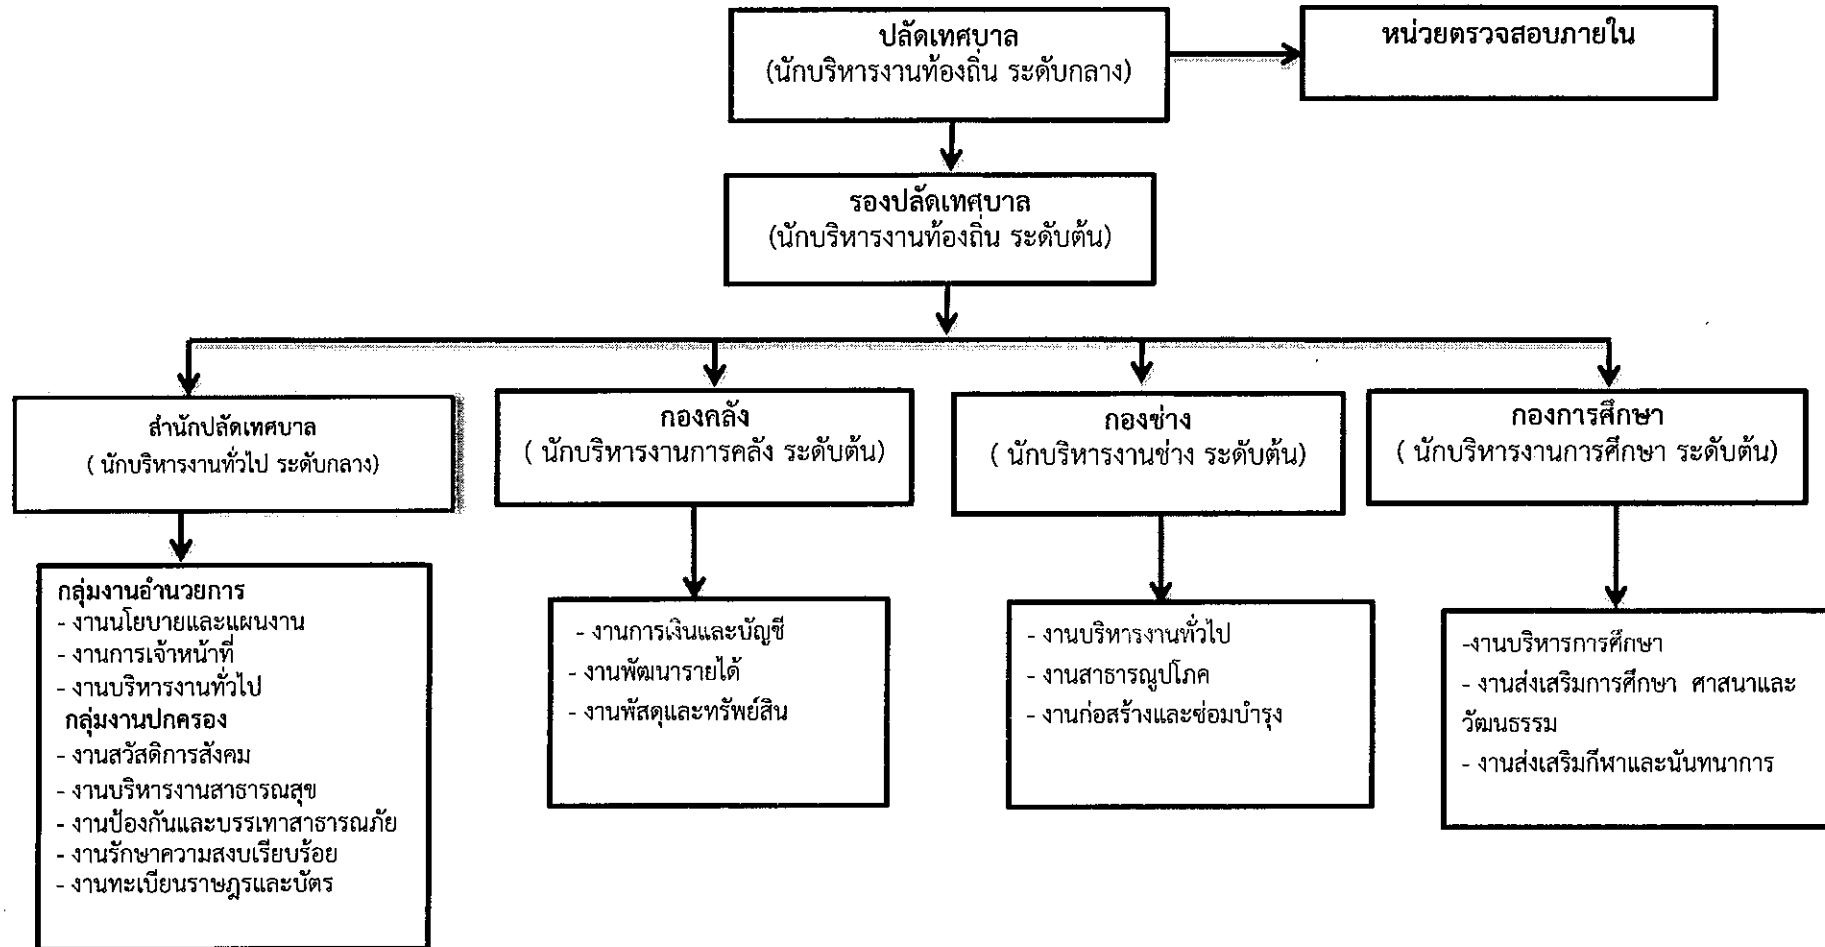 ปลัดเทศบาล
(นักบริหารงานท้องถิ่น ระดับกลาง)
หน่วยตรวจสอบภายใน
รองปลัดเทศบาล
(นักบริหารงานท้องถิ่น ระดับต้น)
สำนักปลัดเทศบาล
( นักบริหารงานทั่วไป ระดับกลาง)
กองคลัง
( นักบริหารงานการคลัง ระดับต้น)
กองช่าง
( นักบริหารงานช่าง ระดับต้น)
กองการศึกษา
( นักบริหารงานการศึกษา ระดับต้น)
กลุ่มงานอำนวยการ
- งานนโยบายและแผนงาน
- งานการเจ้าหน้าที่
- งานบริหารงานทั่วไป
กลุ่มงานปกครอง
- งานสวัสดิการสังคม
- งานบริหารงานสาธารณสุข
- งานป้องกันและบรรเทาสาธารณภัย
- งานรักษาความสงบเรียบร้อย
- งานทะเบียนราษฎรและบัตร
- งานการเงินและบัญชี
- งานพัฒนารายได้
- งานพัสดุและทรัพย์สิน
- งานบริหารงานทั่วไป
- งานสาธารณูปโภค
- งานก่อสร้างและซ่อมบำรุง
-งานบริหารการศึกษา
- งานส่งเสริมการศึกษา ศาสนาและ
วัฒนธรรม
- งานส่งเสริมกีฬาและนันทนาการ